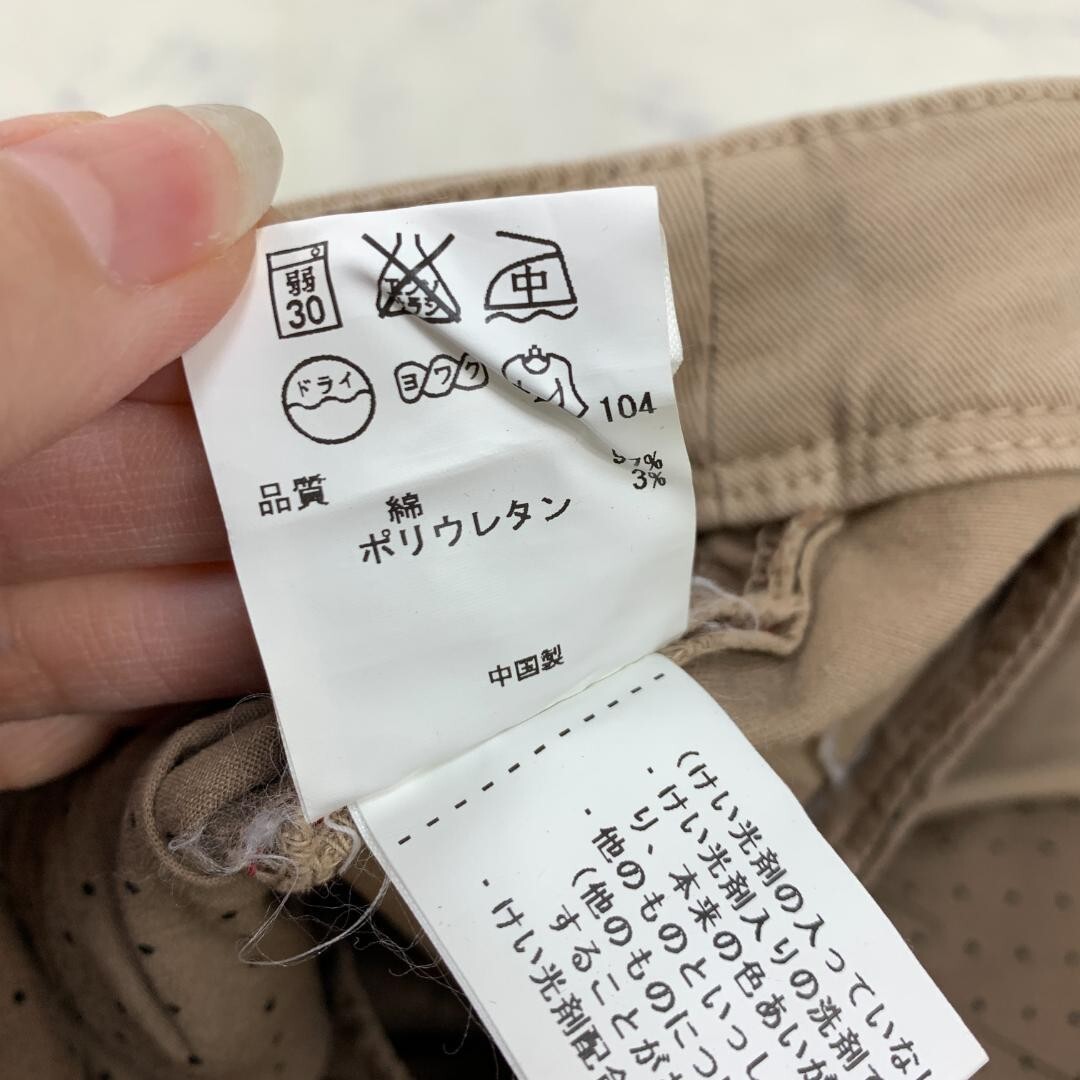 弱
30
中
ドライ
ヨワク
104
品質
綿
ポリウレタン
3%
中国製
(けい光剤の入っていな
・けい光剤入りの洗剤で
り、本来の色あいが
・他のものといっし
(他のものにつ
することが
・けい光剤配合